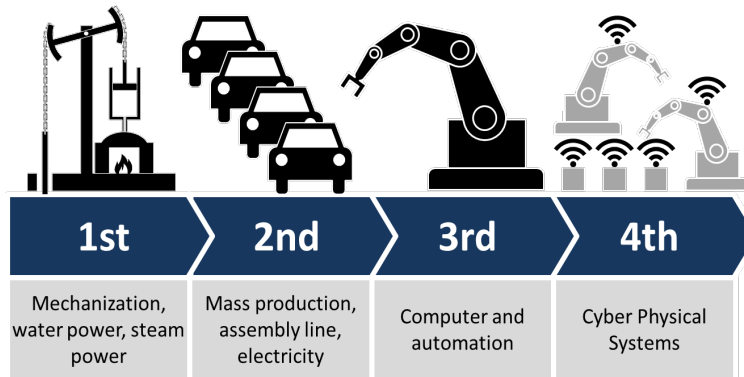 1st
2nd
3rd
4th
Mechanization,
water power, steam
power
Mass production,
assembly line,
electricity
Computer and
automation
Cyber Physical
Systems